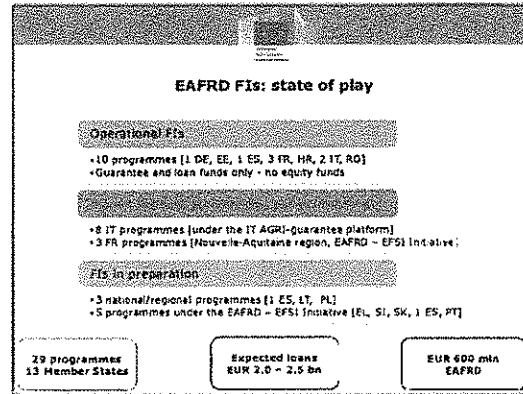 EAFRD FIs: state of play
Operational FIs
•10 programmes [1 DE, EE, 1 ES, 3 FR, HR, 2 IT, RO]
•Guarantee and loan funds only - no equity funds
•8 IT programmes [under the IT AGRI-guarantee platform]
•3 FR programmes [Nouvelle-Aquitaine region, EAFRD – EFSI Initiative]
FIs in preparation
•3 national/regional programmes [1 ES, LT, PL]
•5 programmes under the EAFRD – EFSI Initiative [EL, SI, SK, 1 ES, PT]
29 programmes
13 Member States
Expected loans
EUR 2.0 – 2.5 bn
EUR 600 mln
EAFRD